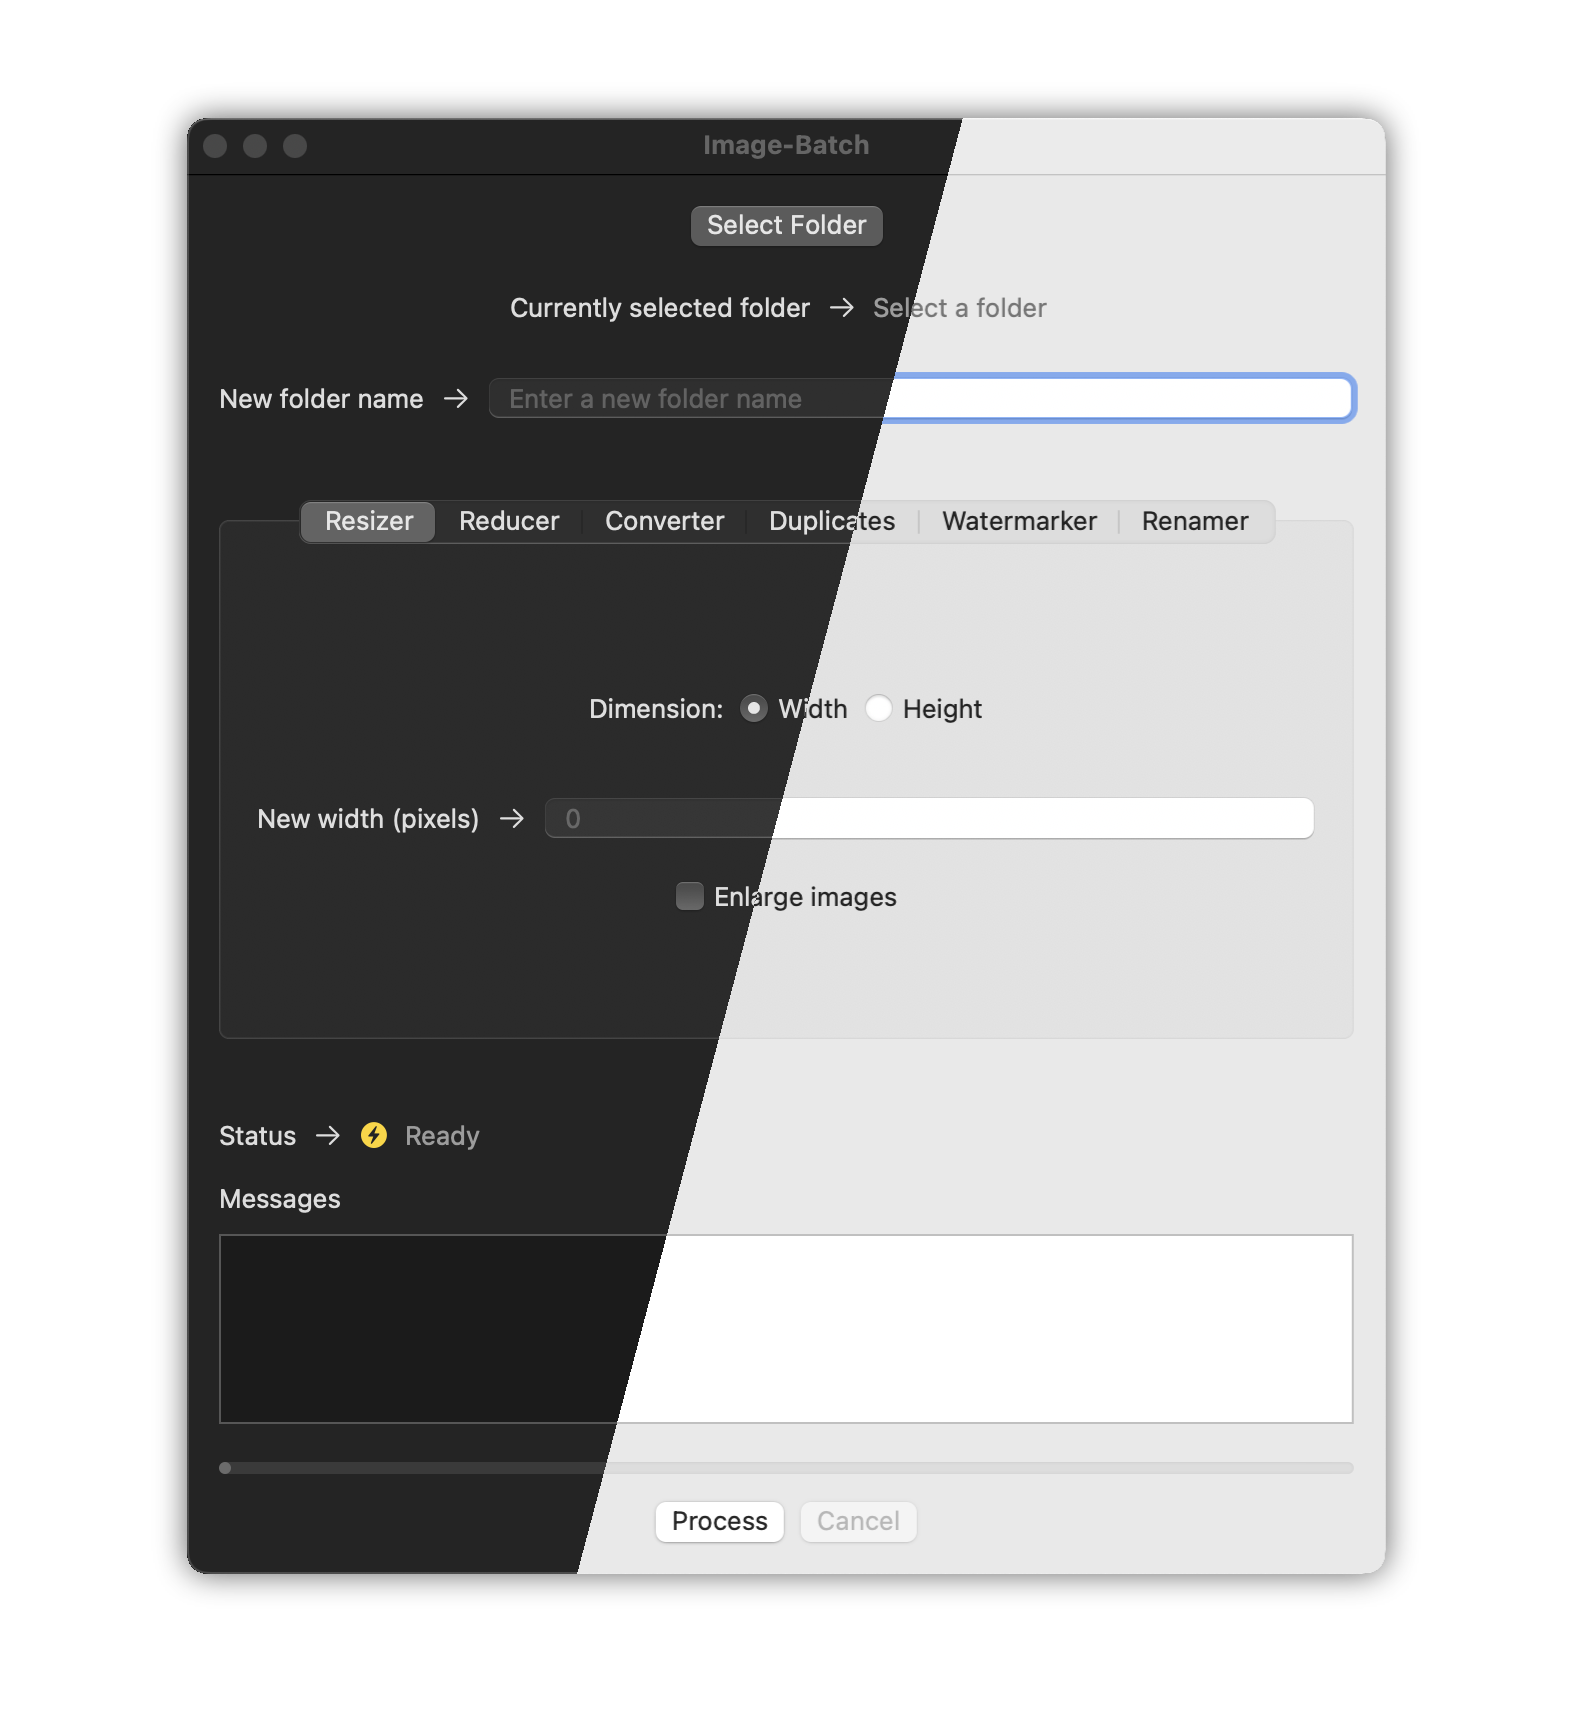 Image-Batch
Select Folder
Currently selected folder → Select a folder
New folder name → Enter a new folder name
Resizer Reducer Converter Duplicates Watermarker Renamer
Dimension: Width Height
New width (pixels) → 0
Enlarge images
Status → Ready
Messages
Process Cancel